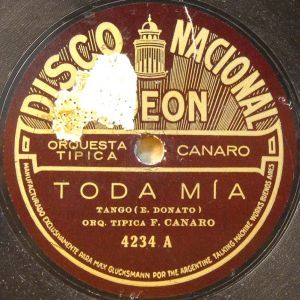 DISCO NACIONAL
EON
ORQUESTA
TIPICA
CANARO
TODA MÍA
TANGO (E. DONATO)
ORQ. TIPICA F. CANARO
4234 A
MANUFACTURADO EXCLUSIVAMENTE PARA MAX GLÜCKSMANN POR THE ARGENTINE TALKING MACHINE WORKS BUENOS AIRES